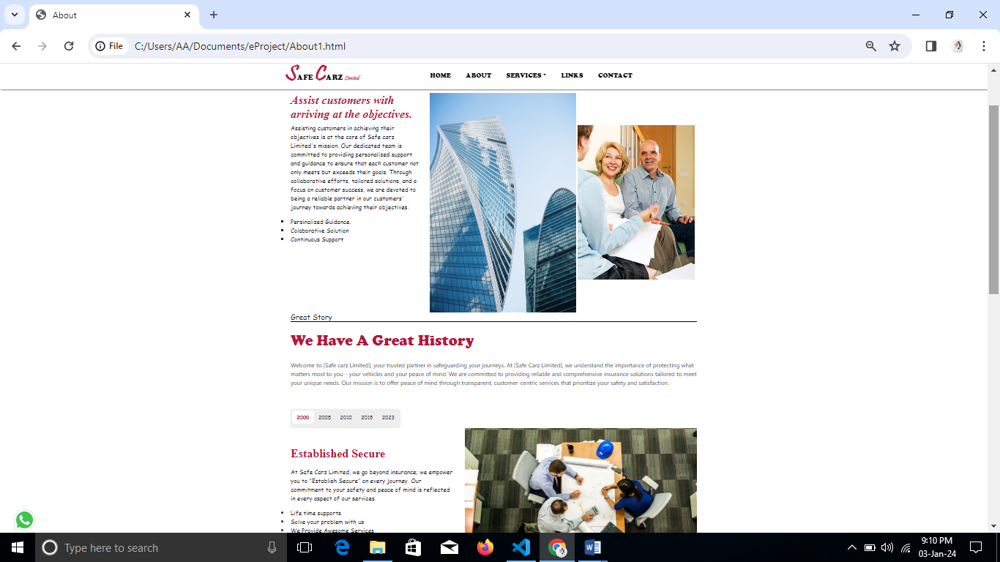 About
File
C:/Users/AA/Documents/eProject/About1.html
SAFE CARZ Limited
HOME ABOUT SERVICES LINKS CONTACT
Assist customers with
arriving at the objectives.
Assisting customers in achieving their
objectives is at the core of Safe carz
Limited's mission. Our dedicated team is
committed to providing personalized support
and guidance to ensure that each customer not
only meets but exceeds their goals. Through
collaborative efforts, tailored solutions, and a
focus on customer success, we are devoted to
being a reliable partner in our customers'
journey towards achieving their objectives.
Persinalized Guidance.
Colaborative Solution
Continuous Support
Great Story
We Have A Great History
Welcome to [Safe carz Limited], your trusted partner in safeguarding your journeys. At [Safe Carz Limited], we understand the importance of protecting what
matters most to you – your vehicles and your peace of mind. We are committed to providing reliable and comprehensive insurance solutions tailored to meet
your unique needs. Our mission is to offer peace of mind through transparent, customer-centric services that prioritize your safety and satisfaction.
2000 2005 2010 2015 2023
Established Secure
At Safe Carz Limited, we go beyond insurance; we empower
you to "Establish Secure" on every journey. Our
commitment to your safety and peace of mind is reflected
in every aspect of our services.
Life time supports
Solve your problem with us
We Provide Awesome Services
Type here to search
9:10 PM
03-Jan-24